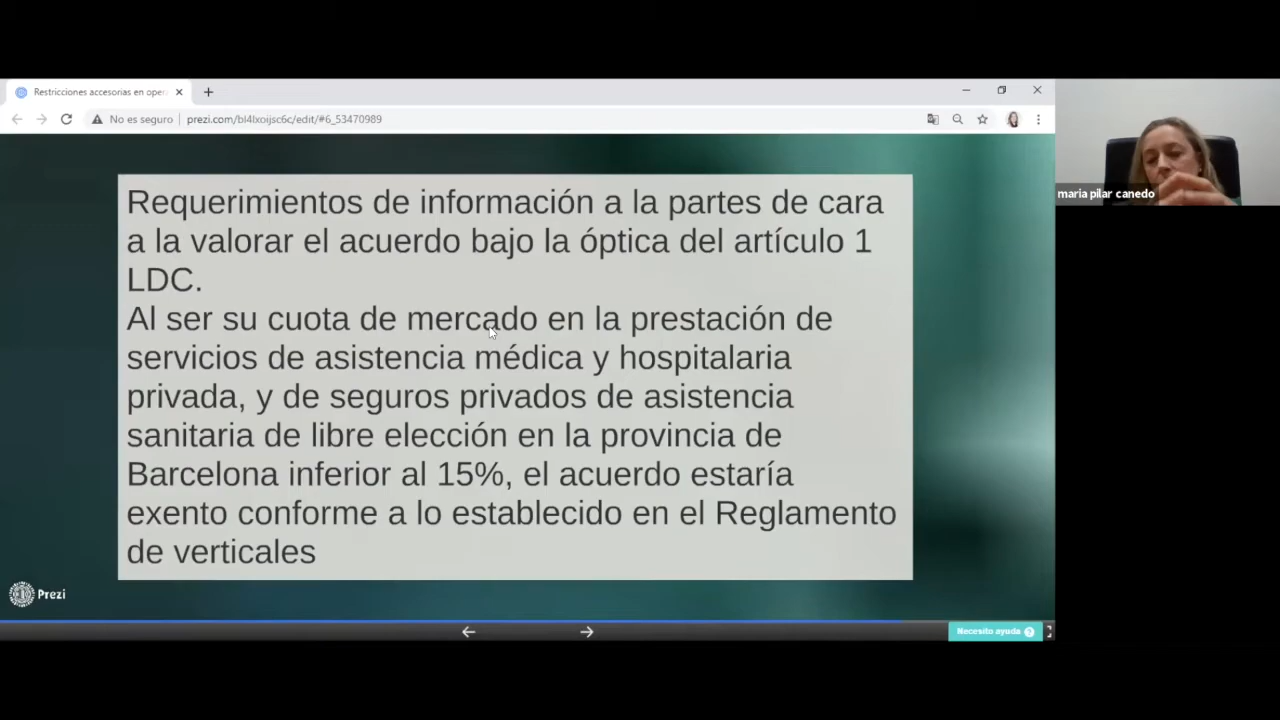 Restricciones accesorias en oper
No es seguro
prezi.com/bl4lxoijsc6c/edit/#6_53470989
Requerimientos de información a la partes de cara
a la valorar el acuerdo bajo la óptica del artículo 1
LDC.
Al ser su cuota de mercado en la prestación de
servicios de asistencia médica y hospitalaria
privada, y de seguros privados de asistencia
sanitaria de libre elección en la provincia de
Barcelona inferior al 15%, el acuerdo estaría
exento conforme a lo establecido en el Reglamento
de verticales
maria pilar canedo
Prezi
Necesito ayuda